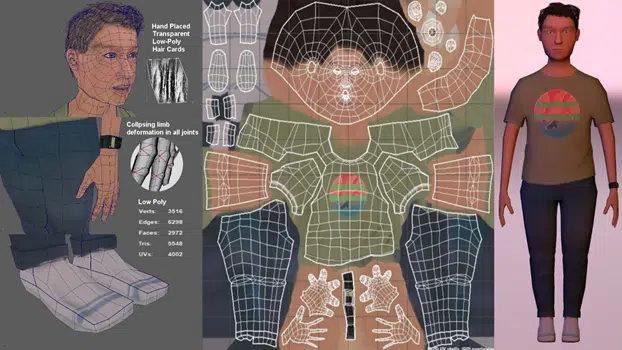 Hand Placed
Transparent
Low-Poly
Hair Cards
Collpsing limb
deformation in all joints
Low Poly
Verts: 3516
Edges: 6298
Faces: 2972
Tris: 5548
UVs: 4002